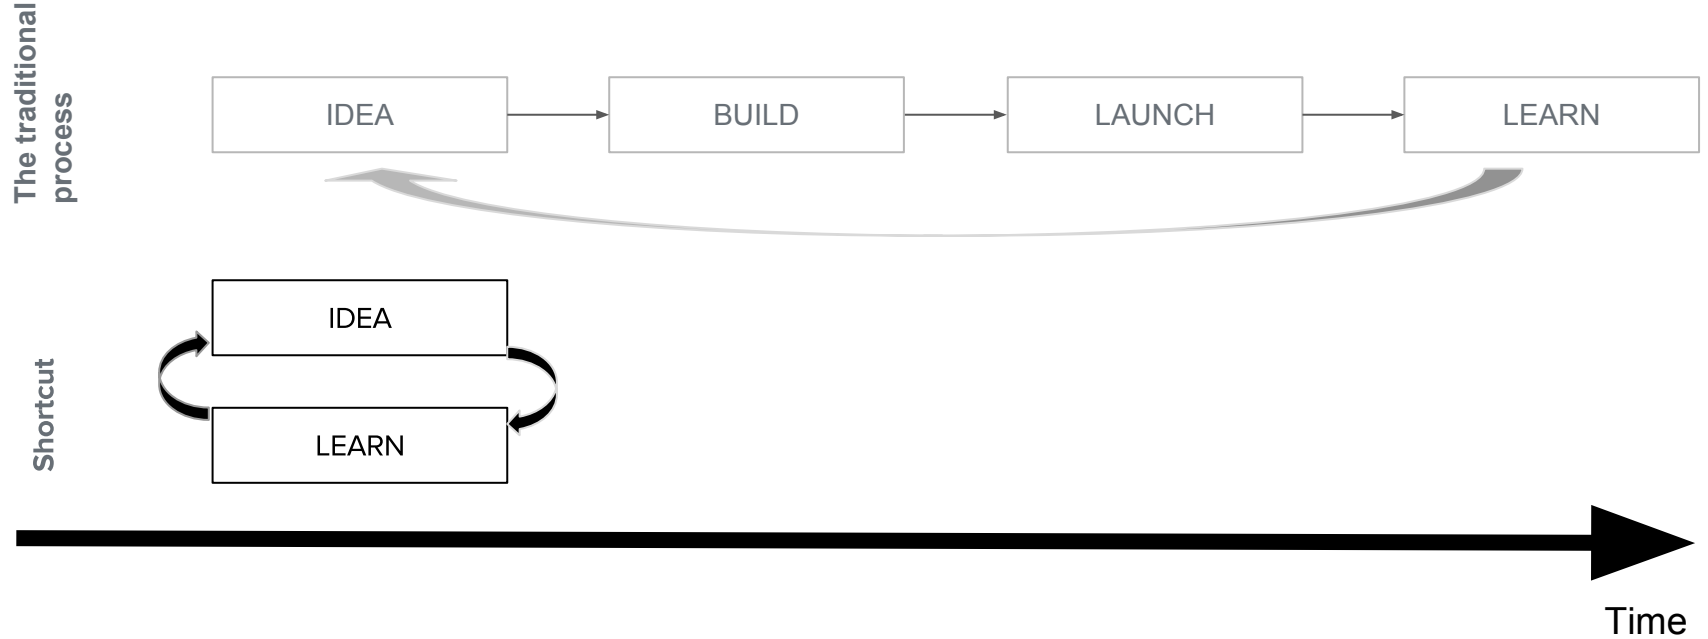 The traditional
process
IDEA
BUILD
LAUNCH
LEARN
Shortcut
IDEA
LEARN
Time